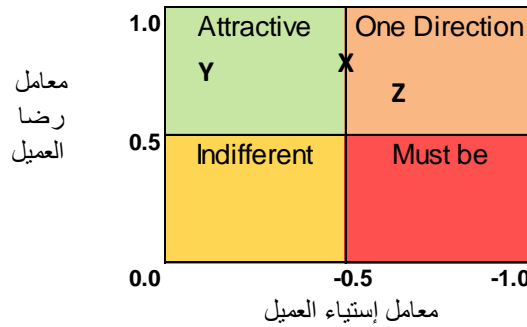 1.0
Attractive
One Direction
Y
X
Z
معامل
رضا
العميل
0.5
Indifferent
Must be
0.0
-0.5
-1.0
معامل إستياء العميل